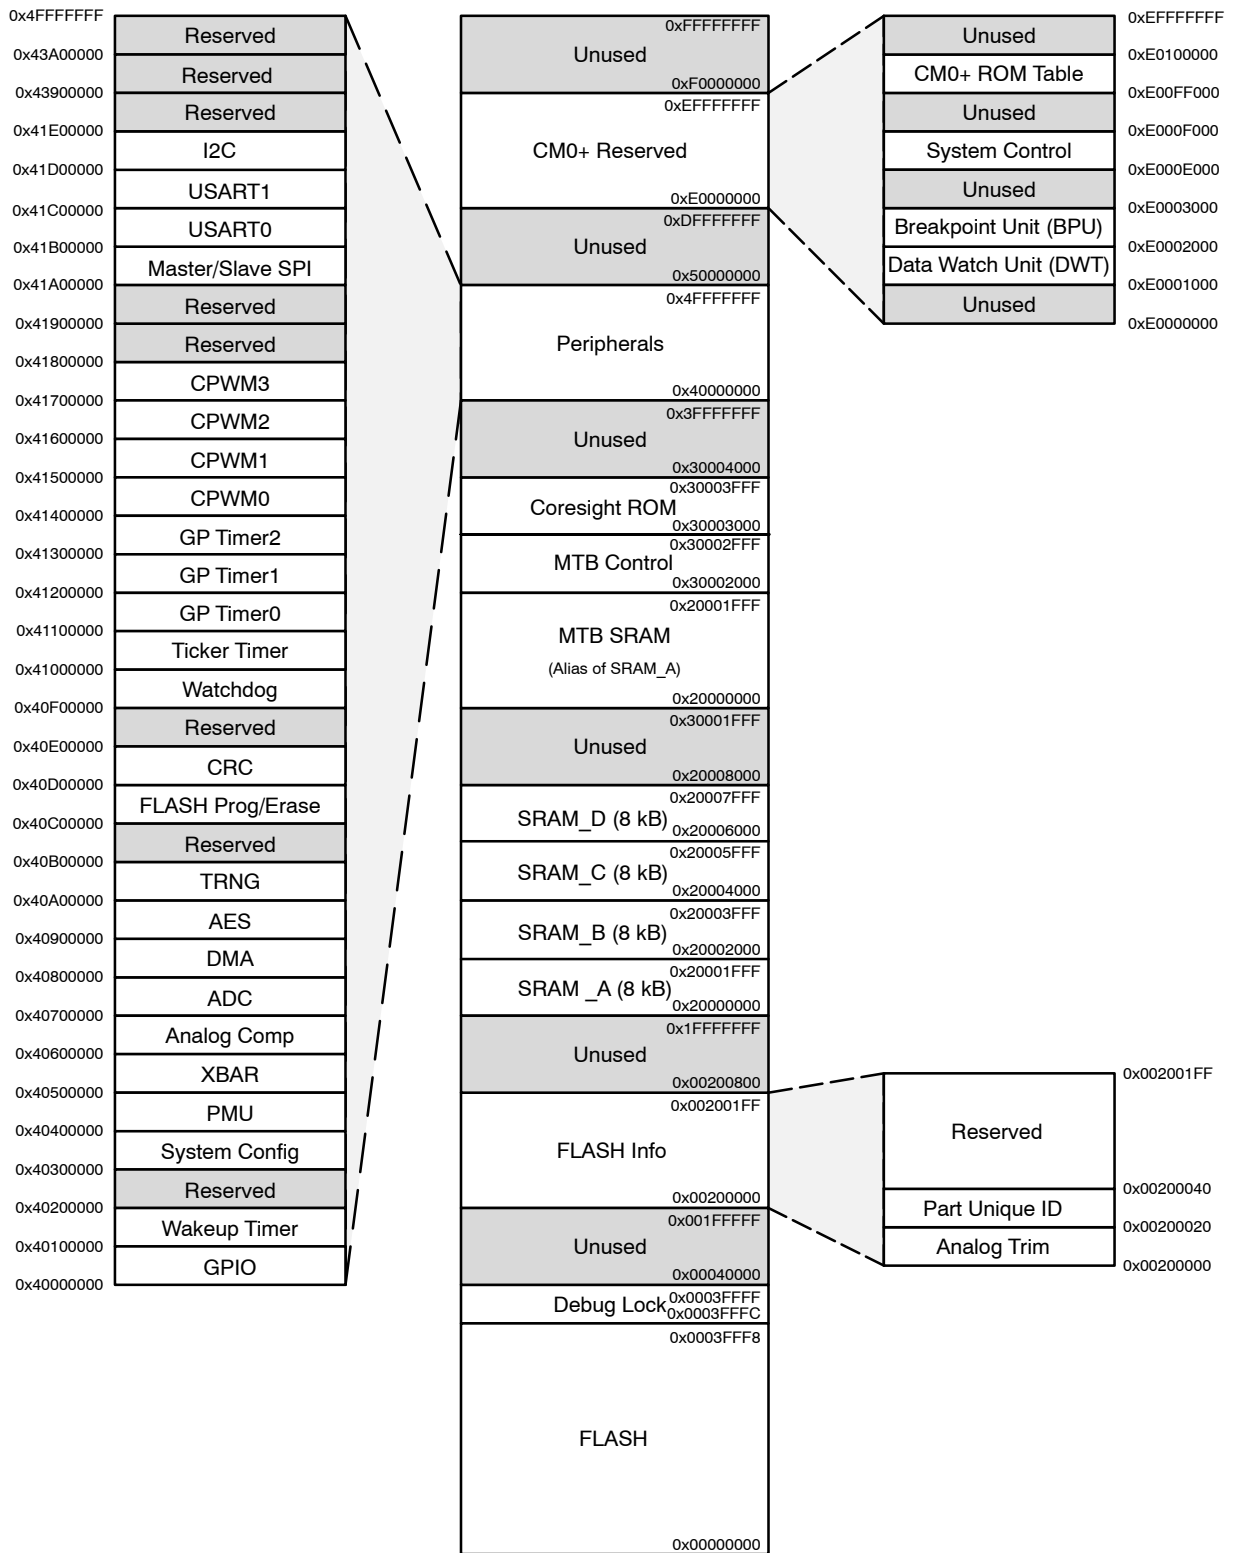 0x4FFFFFFF
Reserved
0x43A00000
Reserved
0x43900000
Reserved
0x41E00000
I2C
0x41D00000
USART1
0x41C00000
USART0
0x41B00000
Master/Slave SPI
0x41A00000
Reserved
0x41900000
Reserved
0x41800000
CPWM3
0x41700000
CPWM2
0x41600000
CPWM1
0x41500000
CPWM0
0x41400000
GP Timer2
0x41300000
GP Timer1
0x41200000
GP Timer0
0x41100000
Ticker Timer
0x41000000
Watchdog
0x40F00000
Reserved
0x40E00000
CRC
0x40D00000
FLASH Prog/Erase
0x40C00000
Reserved
0x40B00000
TRNG
0x40A00000
AES
0x40900000
DMA
0x40800000
ADC
0x40700000
Analog Comp
0x40600000
XBAR
0x40500000
PMU
0x40400000
System Config
0x40300000
Reserved
0x40200000
Wakeup Timer
0x40100000
GPIO
0x40000000
0xFFFFFFFF
Unused
0xF0000000
0xEFFFFFFF
CM0+ Reserved
0xE0000000
0xDFFFFFFF
Unused
0x50000000
0x4FFFFFFF
Peripherals
0x40000000
0x3FFFFFFF
Unused
0x30004000
0x30003FFF
Coresight ROM
0x30003000
0x30002FFF
MTB Control
0x30002000
0x20001FFF
MTB SRAM
(Alias of SRAM_A)
0x20000000
0x30001FFF
Unused
0x20008000
0x20007FFF
SRAM_D (8 kB)
0x20006000
0x20005FFF
SRAM_C (8 kB)
0x20004000
0x20003FFF
SRAM_B (8 kB)
0x20002000
0x20001FFF
SRAM _A (8 kB)
0x20000000
0x1FFFFFFF
Unused
0x00200800
0x002001FF
FLASH Info
0x00200000
0x001FFFFF
Unused
0x00040000
0x0003FFFF
Debug Lock
0x0003FFFC
0x0003FFF8
FLASH
0x00000000
0xEFFFFFFF
Unused
0xE0100000
CM0+ ROM Table
0xE00FF000
Unused
0xE000F000
System Control
0xE000E000
Unused
0xE0003000
Breakpoint Unit (BPU)
0xE0002000
Data Watch Unit (DWT)
0xE0001000
Unused
0xE0000000
0x002001FF
Reserved
0x00200040
Part Unique ID
0x00200020
Analog Trim
0x00200000